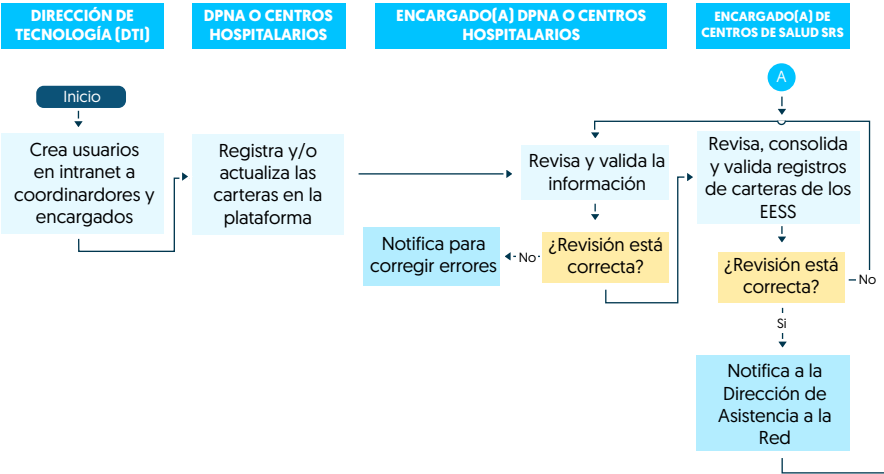 DIRECCIÓN DE
TECNOLOGÍA (DTI)
DPNA O CENTROS
HOSPITALARIOS
ENCARGADO(A) DPNA O CENTROS
HOSPITALARIOS
ENCARGADO(A) DE
CENTROS DE SALUD SRS
A
Inicio
Crea usuarios
en intranet a
coordinardores y
encargados
Registra y/o
actualiza las
carteras en la
plataforma
Revisa y valida la
información
Revisa, consolida
y valida registros
de carteras de los
EESS
Notifica para
corregir errores
No
¿Revisión está
correcta?
¿Revisión está
correcta?
No
Si
Notifica a la
Dirección de
Asistencia a la
Red